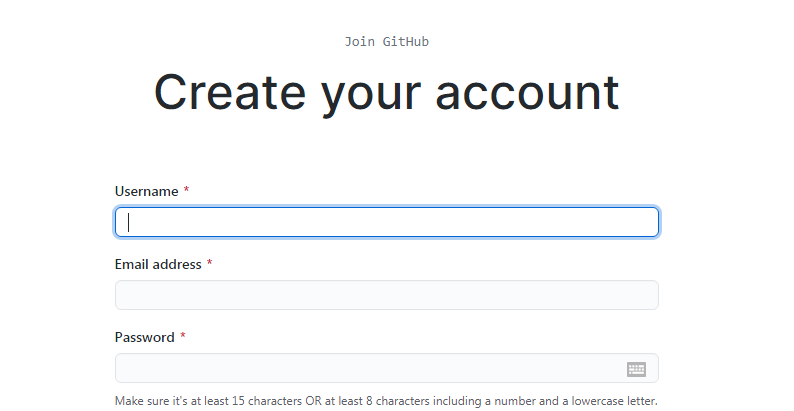 Join GitHub
Create your account
Username *
Email address *
Password *
Make sure it's at least 15 characters OR at least 8 characters including a number and a lowercase letter.